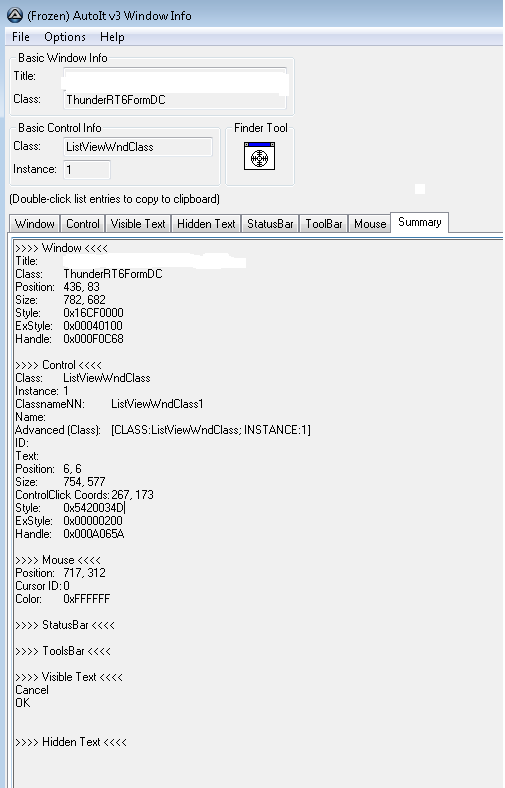 (Frozen) AutoIt v3 Window Info
File Options Help
Basic Window Info
Title:
Class: ThunderRT6FormDC
Basic Control Info
Finder Tool
Class: ListViewWndClass
Instance: 1
(Double-click list entries to copy to clipboard)
Window Control Visible Text Hidden Text StatusBar ToolBar Mouse Summary
>>>> Window <<<<
Title:
Class: ThunderRT6FormDC
Position: 436, 83
Size: 782, 682
Style: 0x16CF0000
ExStyle: 0x00040100
Handle: 0x000F0C68
>>>> Control <<<<
Class: ListViewWndClass
Instance: 1
ClassnameNN: ListViewWndClass1
Name:
Advanced (Class): [CLASS:ListViewWndClass; INSTANCE:1]
ID:
Text:
Position: 6, 6
Size: 754, 577
ControlClick Coords: 267, 173
Style: 0x5420034D
ExStyle: 0x00000200
Handle: 0x000A065A
>>>> Mouse <<<<
Position: 717, 312
Cursor ID: 0
Color: 0xFFFFFF
>>>> StatusBar <<<<
>>>> ToolsBar <<<<
>>>> Visible Text <<<<
Cancel
OK
>>>> Hidden Text <<<<